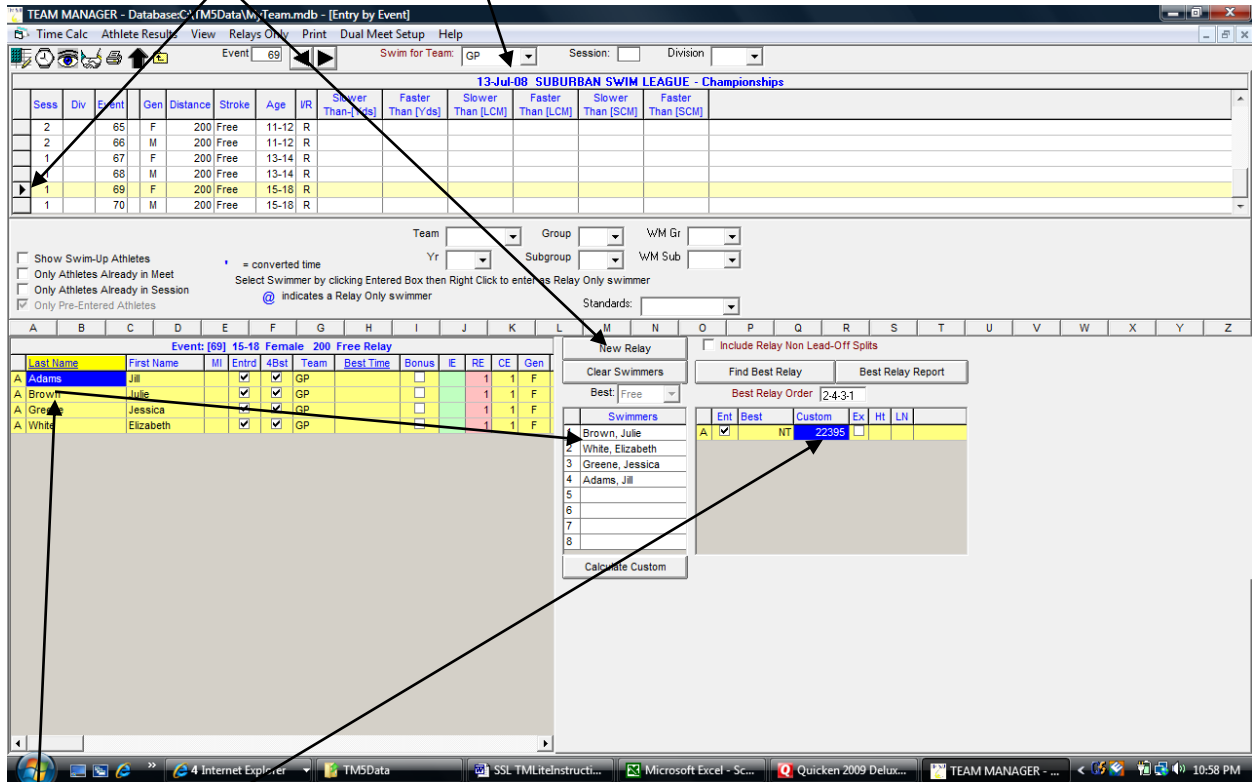 TEAM MANAGER - Database:C:\TM5Data\MyTeam.mdb - [Entry by Event]
Time Calc Athlete Results View Relays Only Print Dual Meet Setup Help
Event 69 Swim for Team: GP Session: Division
13-Jul-08 SUBURBAN SWIM LEAGUE - Championships
Sess Div Event Gen Distance Stroke Age I/R Slower Than-[Yds] Faster Than [Yds] Slower Than [LCM] Faster Than [LCM] Slower Than [SCM] Faster Than [SCM]
2 65 F 200 Free 11-12 R
2 66 M 200 Free 11-12 R
1 67 F 200 Free 13-14 R
1 68 M 200 Free 13-14 R
1 69 F 200 Free 15-18 R
1 70 M 200 Free 15-18 R
Team Group WM Gr
Yr Subgroup WM Sub
Show Swim-Up Athletes
Only Athletes Already in Meet
Only Athletes Already in Session
Only Pre-Entered Athletes
' = converted time
Select Swimmer by clicking Entered Box then Right Click to enter as Relay Only swimmer
@ indicates a Relay Only swimmer
Standards:
A B C D E F G H I J K L M N O P Q R S T U V W X Y Z
Event: [69] 15-18 Female 200 Free Relay
Last Name First Name MI Entrd 4Bst Team Best Time Bonus IE RE CE Gen
A Adams Jill GP 1 1 F
A Brown Julie GP 1 1 F
A Greene Jessica GP 1 1 F
A White Elizabeth GP 1 1 F
New Relay
Clear Swimmers
Best: Free
Swimmers
1 Brown, Julie
2 White, Elizabeth
3 Greene, Jessica
4 Adams, Jill
5
6
7
8
Calculate Custom
Include Relay Non Lead-Off Splits
Find Best Relay Best Relay Report
Best Relay Order 2-4-3-1
Ent Best Custom Ex Ht LN
A NT 22395
» 4 Internet Explorer TM5Data SSL TMLiteInstructi... Microsoft Excel - Sc... Quicken 2009 Delux... TEAM MANAGER - ... < 10:58 PM